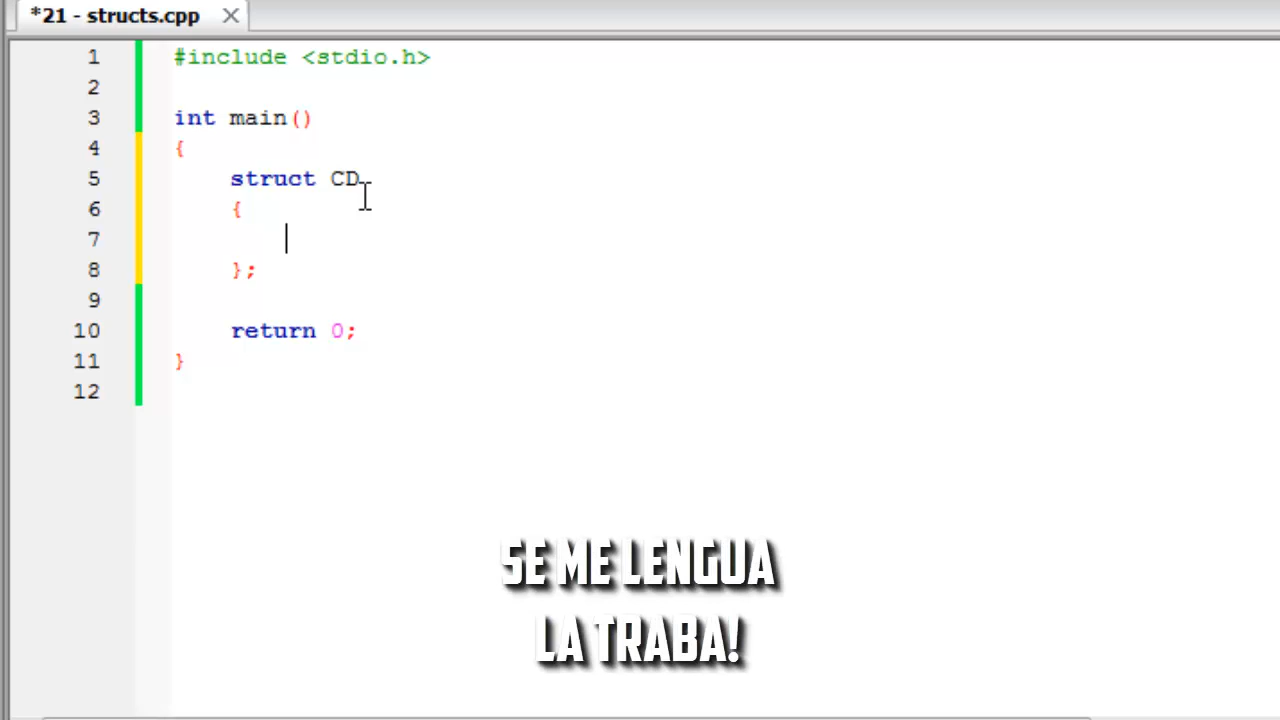 *21 - structs.cpp
1 #include <stdio.h>
2
3 int main()
4 {
5 struct CD
6 {
7
8 };
9
10 return 0;
11 }
12
SE ME LENGUA
LA TRABA!